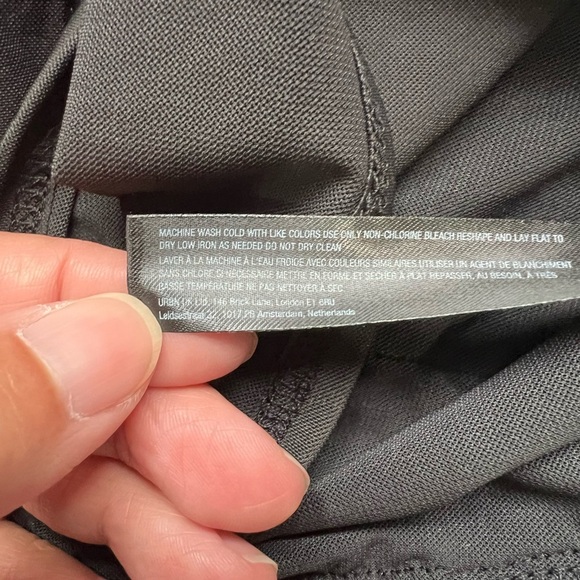 MACHINE WASH COLD WITH LIKE COLORS USE ONLY NON-CHLORINE BLEACH RESHAPE AND LAY FLAT TO
DRY LOW IRON AS NEEDED DO NOT DRY CLEAN
LAVER À LA MACHINE À L'EAU FROIDE AVEC COULEURS SIMILAIRES UTILISER UN AGENT DE BLANCHIMENT
SANS CHLORE SI NECESSAIRE METTRE EN FORME ET SECHER À PLAT REPASSER, AU BESOIN, À TRÈS
BASSE TEMPÉRATURE NE PAS NETTOYER À SEC
URBN UK Ltd, 146 Brick Lane, London E1 6RU
Leidsestraat 32, 1017 PB Amsterdam, Netherlands